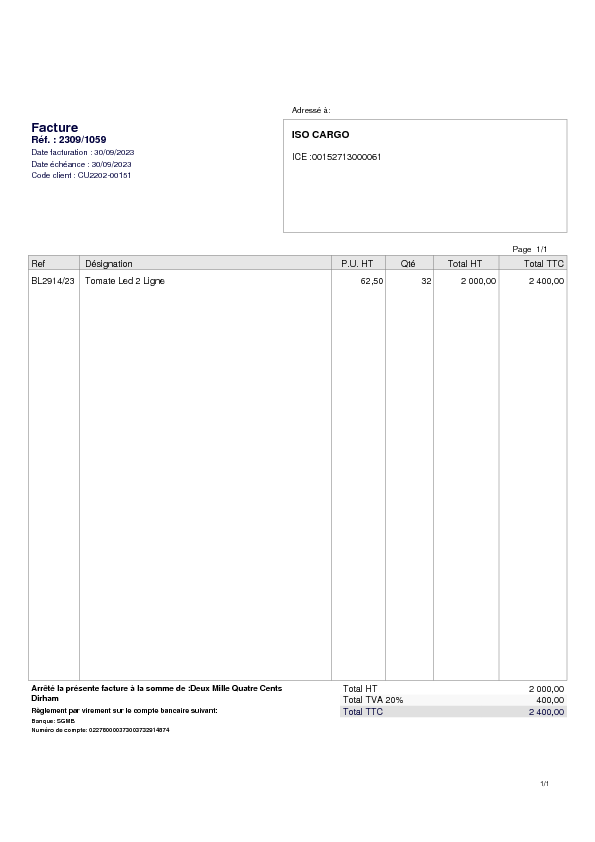 Adressé à:
Facture
Réf. : 2309/1059
Date facturation : 30/09/2023
Date échéance : 30/09/2023
Code client : CU2202-00151
ISO CARGO
ICE :00152713000061
Page 1/1
Ref Désignation P.U. HT Qté Total HT Total TTC
BL2914/23 Tomate Led 2 Ligne 62,50 32 2 000,00 2 400,00
Arrêté la présente facture à la somme de :Deux Mille Quatre Cents
Dirham
Règlement par virement sur le compte bancaire suivant:
Banque: SGMB
Numéro de compte: 022780000373003732914874
Total HT 2 000,00
Total TVA 20% 400,00
Total TTC 2 400,00
1/1